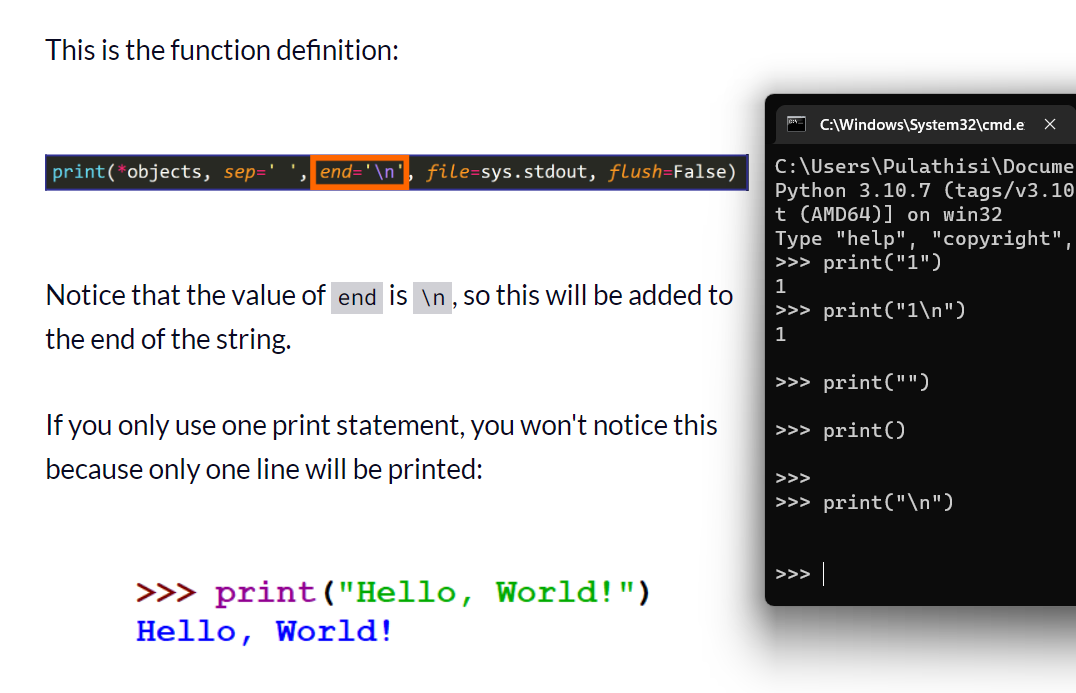 This is the function definition:
print(*objects, sep=' ', end='\n', file=sys.stdout, flush=False)
Notice that the value of end is \n, so this will be added to
the end of the string.
If you only use one print statement, you won't notice this
because only one line will be printed:
>>> print("Hello, World!")
Hello, World!
C:\Windows\System32\cmd.e
C:\Users\Pulathisi\Docume
Python 3.10.7 (tags/v3.10
t (AMD64)] on win32
Type "help", "copyright",
>>> print("1")
1
>>> print("1\n")
1
>>> print("")
>>> print()
>>>
>>> print("\n")
>>>